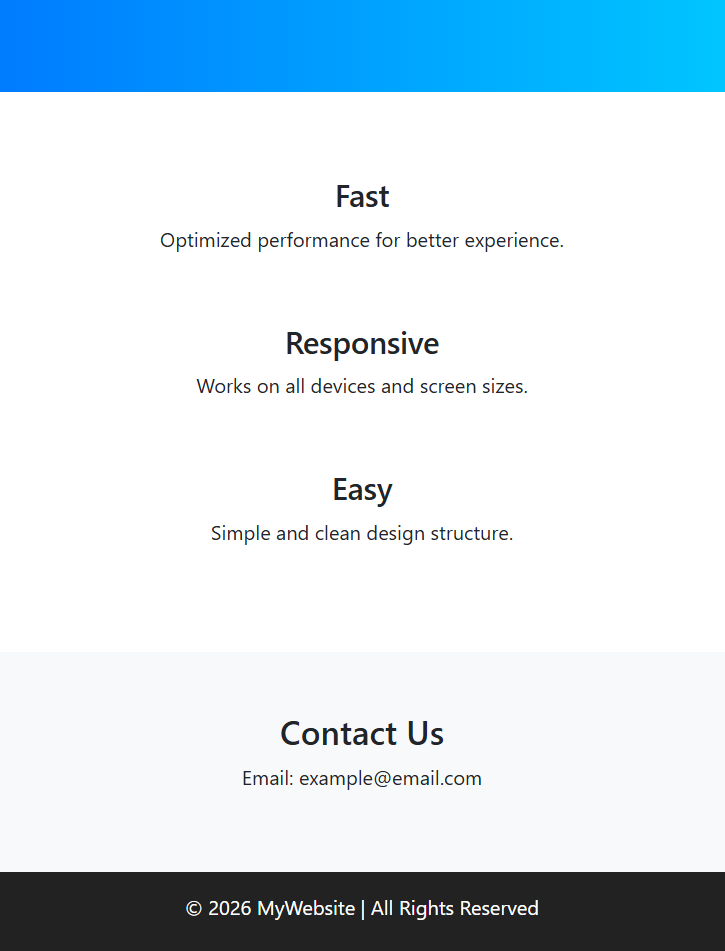 Fast
Optimized performance for better experience.
Responsive
Works on all devices and screen sizes.
Easy
Simple and clean design structure.
Contact Us
Email: example@email.com
© 2026 MyWebsite | All Rights Reserved